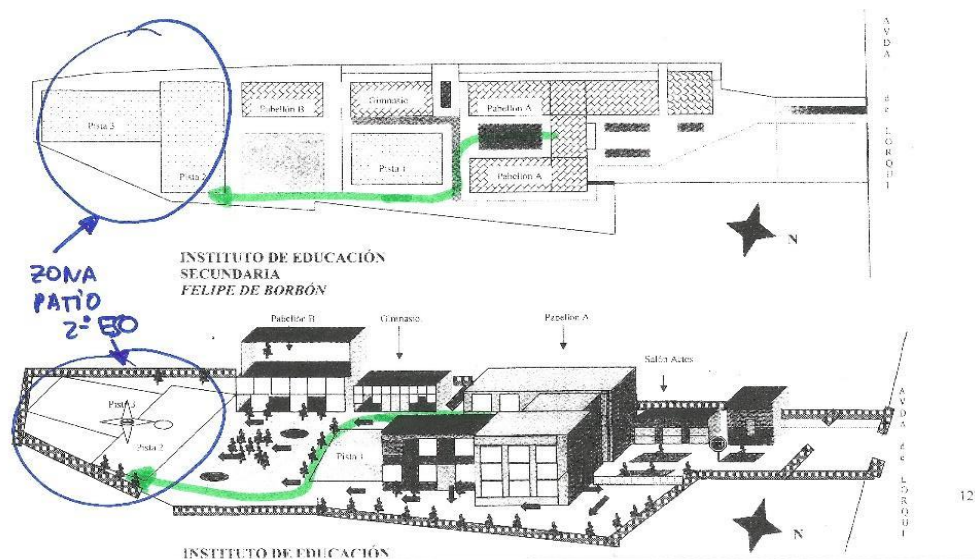 AVDA de LORQUI
Pabellón B
Gimnasio
Pabellón A
Pista 3
Pista 2
Pista 1
Pabellón A
N
INSTITUTO DE EDUCACIÓN
SECUNDARIA
FELIPE DE BORBÓN
ZONA
PATIO
2º ESO
Pabellón B
Gimnasio
Pabellon A
Salón Actos
AVDA de LORQUI
Pista 3
Pista 2
Pista 1
N
12
INSTITUTO DE EDUCACIÓN